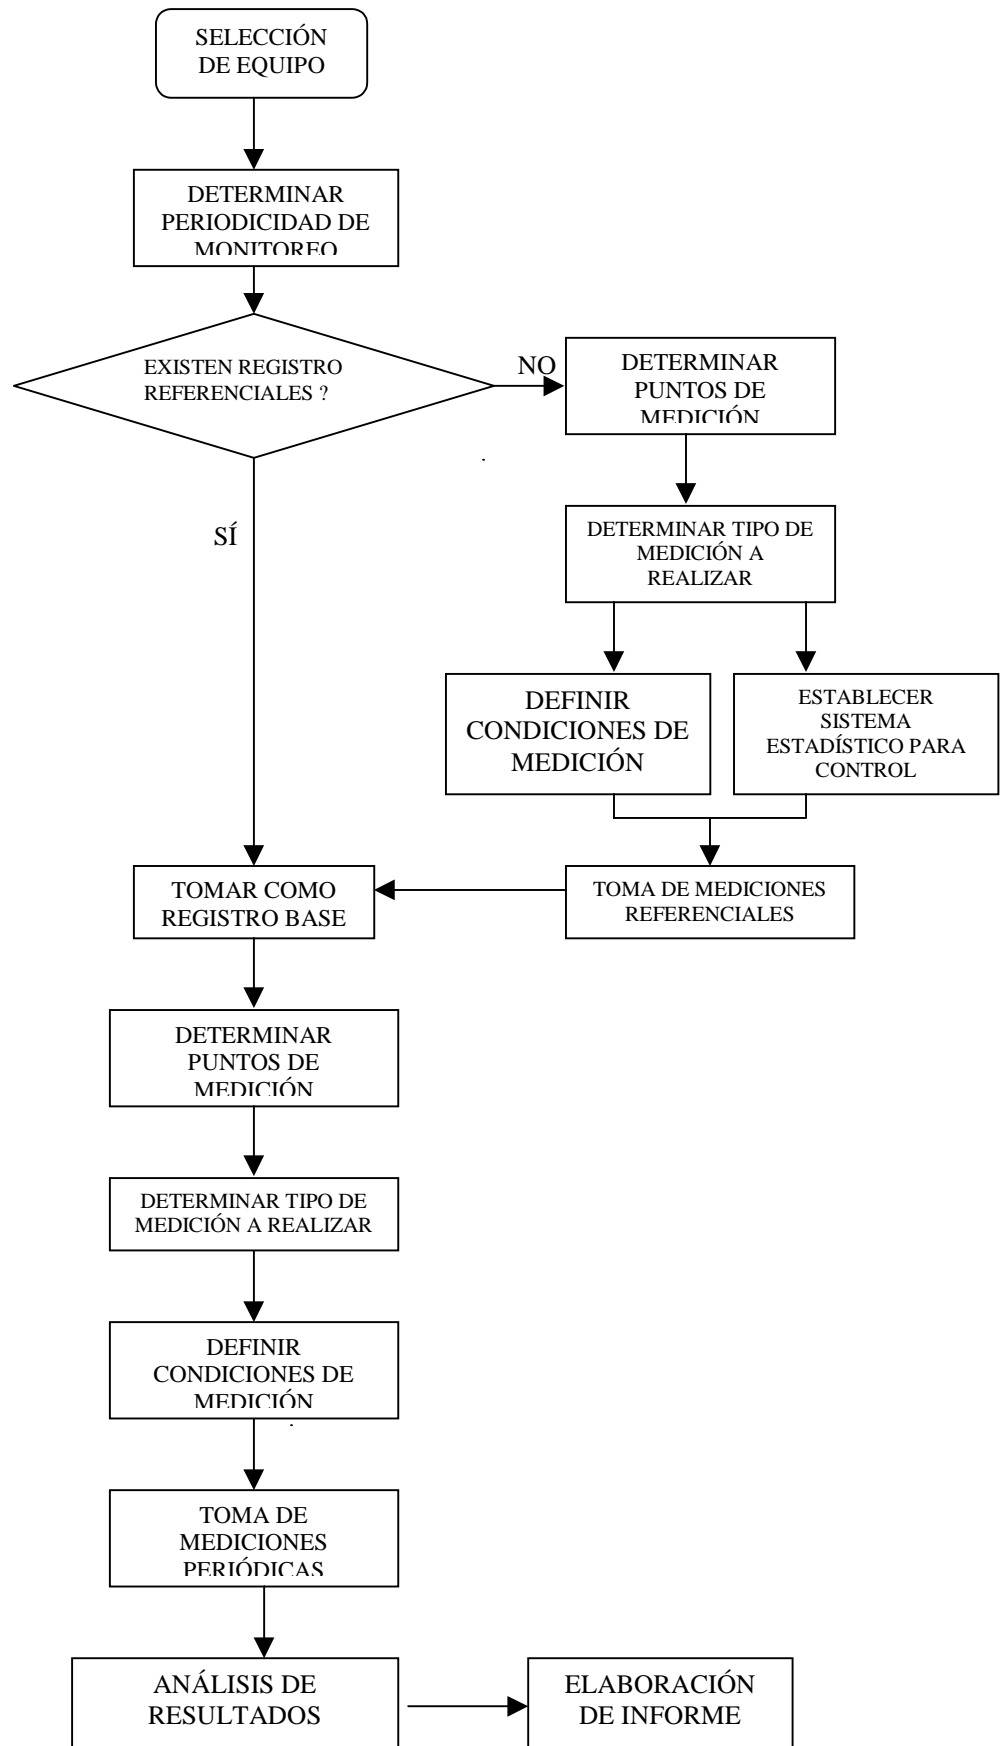 SELECCIÓN
DE EQUIPO
DETERMINAR
PERIODICIDAD DE
MONITOREO
EXISTEN REGISTRO
REFERENCIALES ?
NO
DETERMINAR
PUNTOS DE
MEDICIÓN
SÍ
DETERMINAR TIPO DE
MEDICIÓN A
REALIZAR
DEFINIR
CONDICIONES DE
MEDICIÓN
ESTABLECER
SISTEMA
ESTADÍSTICO PARA
CONTROL
TOMA DE MEDICIONES
REFERENCIALES
TOMAR COMO
REGISTRO BASE
DETERMINAR
PUNTOS DE
MEDICIÓN
DETERMINAR TIPO DE
MEDICIÓN A REALIZAR
DEFINIR
CONDICIONES DE
MEDICIÓN
TOMA DE
MEDICIONES
PERIÓDICAS
ANÁLISIS DE
RESULTADOS
ELABORACIÓN
DE INFORME